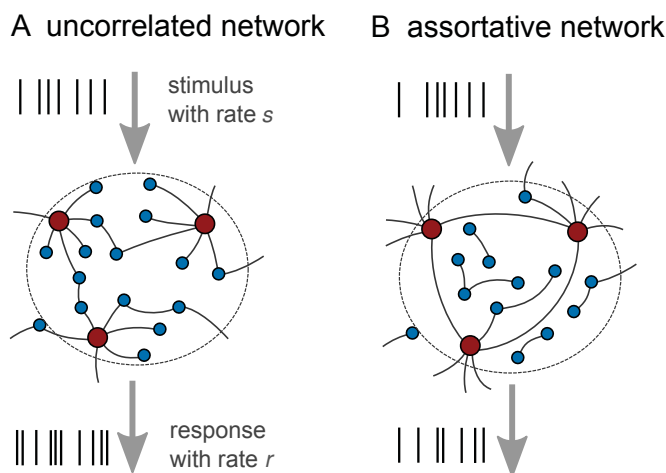 A uncorrelated network
B assortative network
stimulus
with rate s
response
with rate r